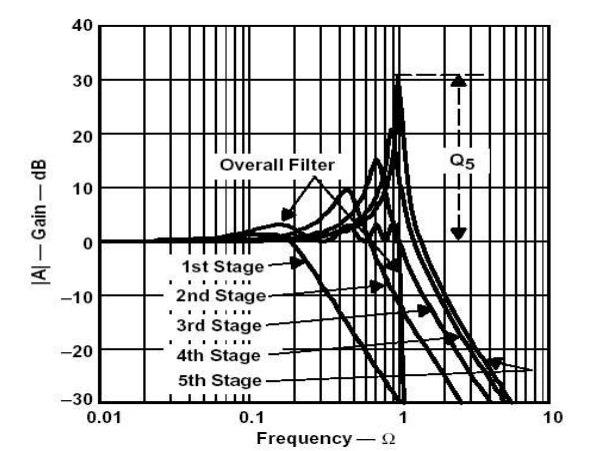 40
30
20
10
0
–10
–20
–30
|A| — Gain — dB
Overall Filter
Q5
1st Stage
2nd Stage
3rd Stage
4th Stage
5th Stage
0.01
0.1
1
10
Frequency — Ω